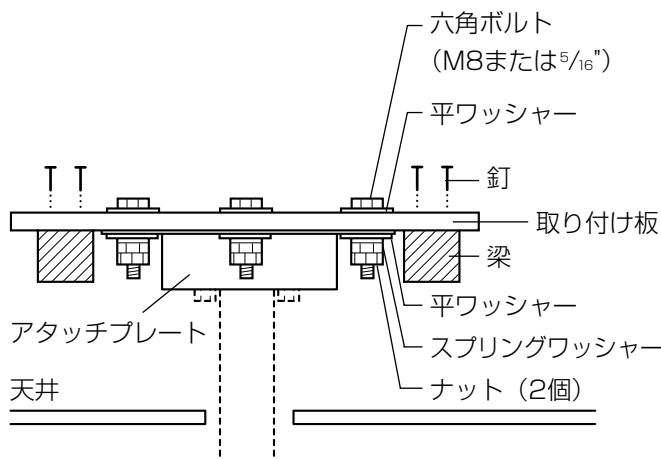 六角ボルト
（M8または5/16"）
平ワッシャー
釘
取り付け板
梁
平ワッシャー
アタッチプレート
スプリングワッシャー
天井
ナット（2個）